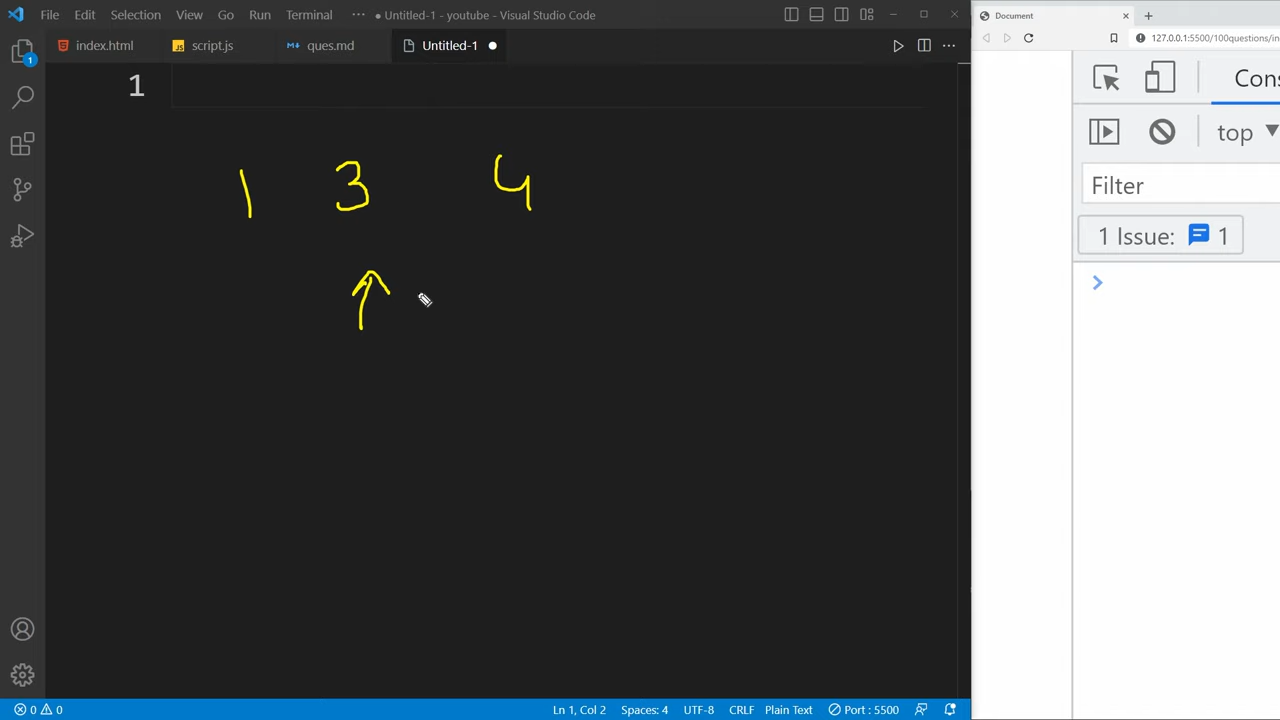 File Edit Selection View Go Run Terminal ··· ● Untitled-1 - youtube - Visual Studio Code
Document
index.html script.js ques.md Untitled-1
127.0.0.1:5500/100questions/in
1
Cons
top
1 3 4
Filter
1 Issue: 1
1
0 0 Ln 1, Col 2 Spaces: 4 UTF-8 CRLF Plain Text Port : 5500